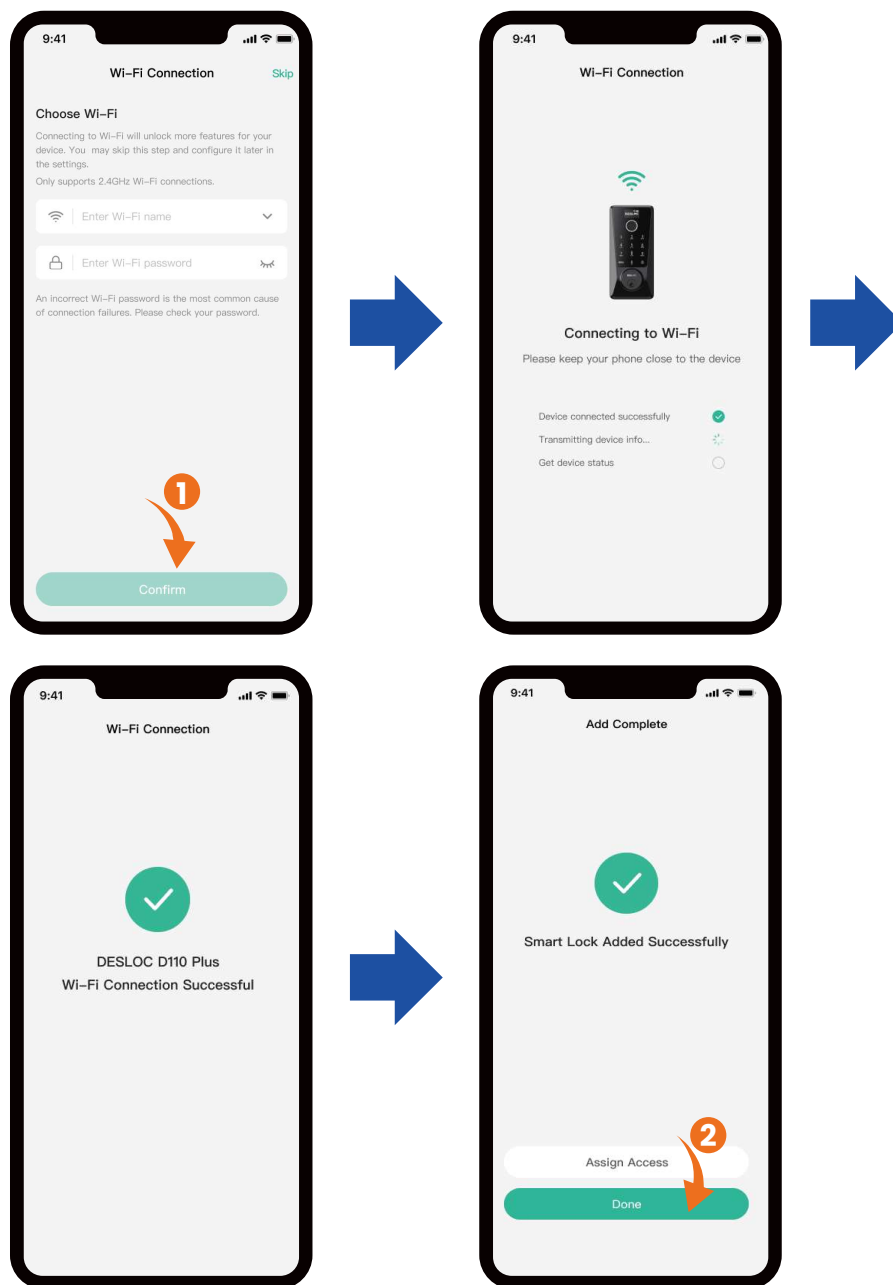 9:41
Wi-Fi Connection
Skip
Choose Wi-Fi
Connecting to Wi-Fi will unlock more features for your
device. You may skip this step and configure it later in
the settings.
Only supports 2.4GHz Wi-Fi connections.
Enter Wi-Fi name
Enter Wi-Fi password
An incorrect Wi-Fi password is the most common cause
of connection failures. Please check your password.
1
Confirm
9:41
Wi-Fi Connection
Connecting to Wi-Fi
Please keep your phone close to the device
Device connected successfully
Transmitting device info...
Get device status
9:41
Wi-Fi Connection
DESLOC D110 Plus
Wi-Fi Connection Successful
9:41
Add Complete
Smart Lock Added Successfully
2
Assign Access
Done